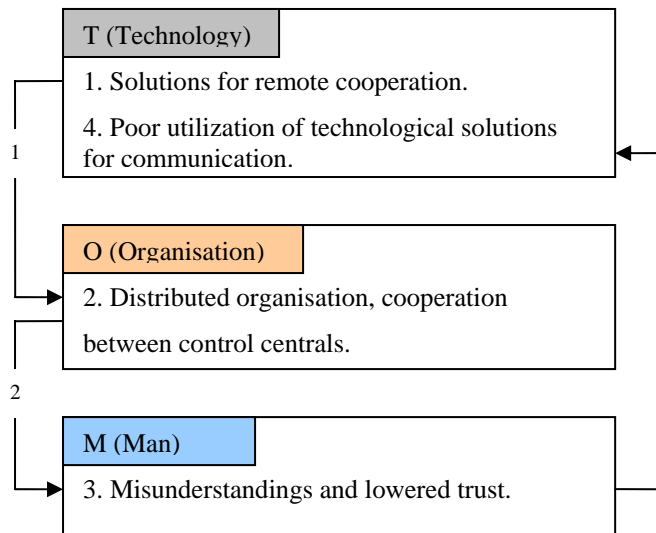 T (Technology)
1. Solutions for remote cooperation.
4. Poor utilization of technological solutions
for communication.
1
O (Organisation)
2. Distributed organisation, cooperation
between control centrals.
2
M (Man)
3. Misunderstandings and lowered trust.